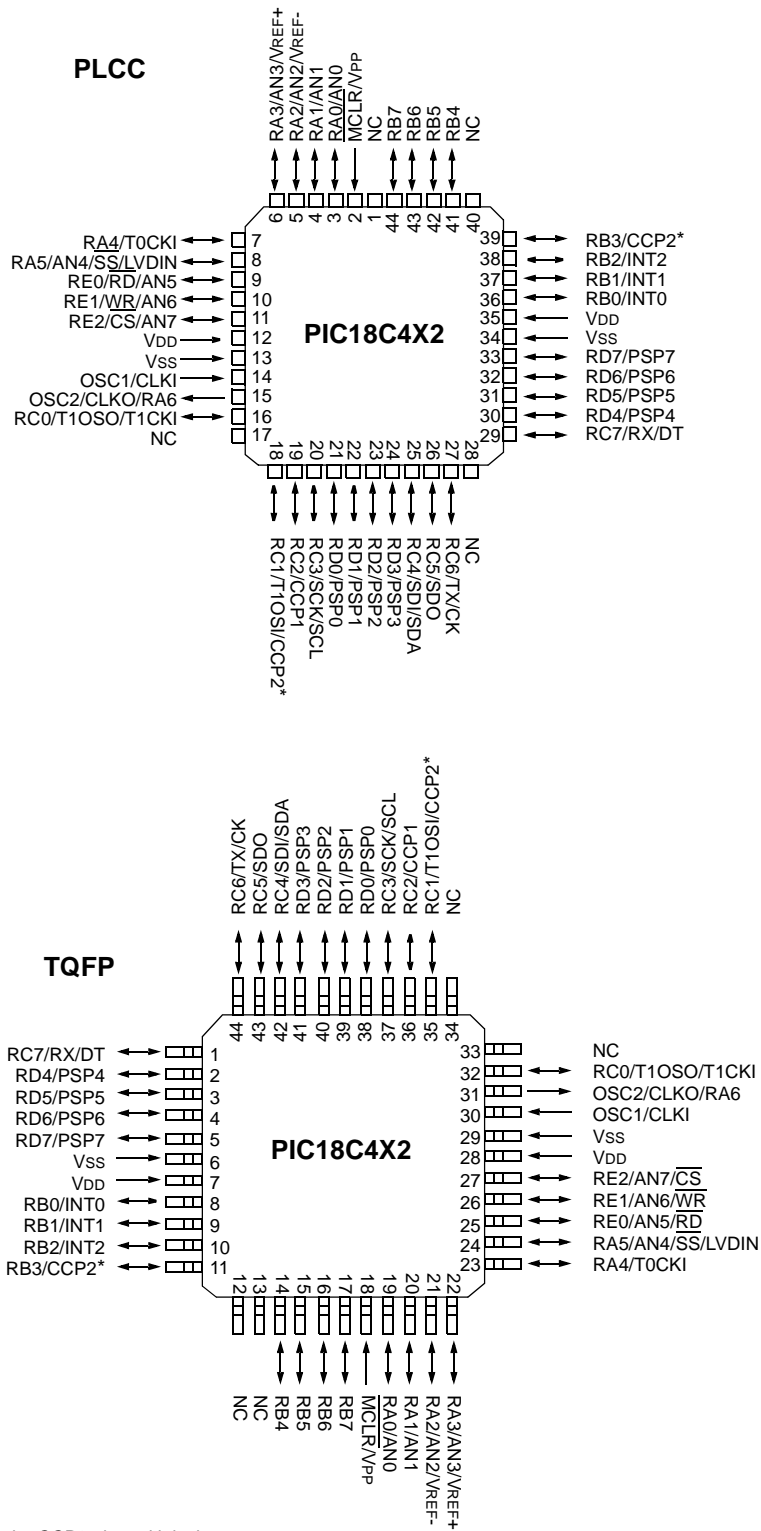 PLCC
RA3/AN3/VREF+
RA2/AN2/VREF-
RA1/AN1
RA0/AN0
MCLR/VPP
NC
RB7
RB6
RB5
RB4
NC
6
5
4
3
2
1
44
43
42
41
40
RA4/T0CKI
RA5/AN4/SS/LVDIN
RE0/RD/AN5
RE1/WR/AN6
RE2/CS/AN7
VDD
VSS
OSC1/CLKI
OSC2/CLKO/RA6
RC0/T1OSO/T1CKI
NC
7
8
9
10
11
12
13
14
15
16
17
PIC18C4X2
39
38
37
36
35
34
33
32
31
30
29
RB3/CCP2*
RB2/INT2
RB1/INT1
RB0/INT0
VDD
VSS
RD7/PSP7
RD6/PSP6
RD5/PSP5
RD4/PSP4
RC7/RX/DT
18
19
20
21
22
23
24
25
26
27
28
RC1/T1OSI/CCP2*
RC2/CCP1
RC3/SCK/SCL
RD0/PSP0
RD1/PSP1
RD2/PSP2
RD3/PSP3
RC4/SDI/SDA
RC5/SDO
RC6/TX/CK
NC
TQFP
RC6/TX/CK
RC5/SDO
RC4/SDI/SDA
RD3/PSP3
RD2/PSP2
RD1/PSP1
RD0/PSP0
RC3/SCK/SCL
RC2/CCP1
RC1/T1OSI/CCP2*
NC
44
43
42
41
40
39
38
37
36
35
34
RC7/RX/DT
RD4/PSP4
RD5/PSP5
RD6/PSP6
RD7/PSP7
VSS
VDD
RB0/INT0
RB1/INT1
RB2/INT2
RB3/CCP2*
1
2
3
4
5
6
7
8
9
10
11
PIC18C4X2
33
32
31
30
29
28
27
26
25
24
23
NC
RC0/T1OSO/T1CKI
OSC2/CLKO/RA6
OSC1/CLKI
VSS
VDD
RE2/AN7/CS
RE1/AN6/WR
RE0/AN5/RD
RA5/AN4/SS/LVDIN
RA4/T0CKI
12
13
14
15
16
17
18
19
20
21
22
NC
NC
RB4
RB5
RB6
RB7
MCLR/VPP
RA0/AN0
RA1/AN1
RA2/AN2/VREF-
RA3/AN3/VREF+